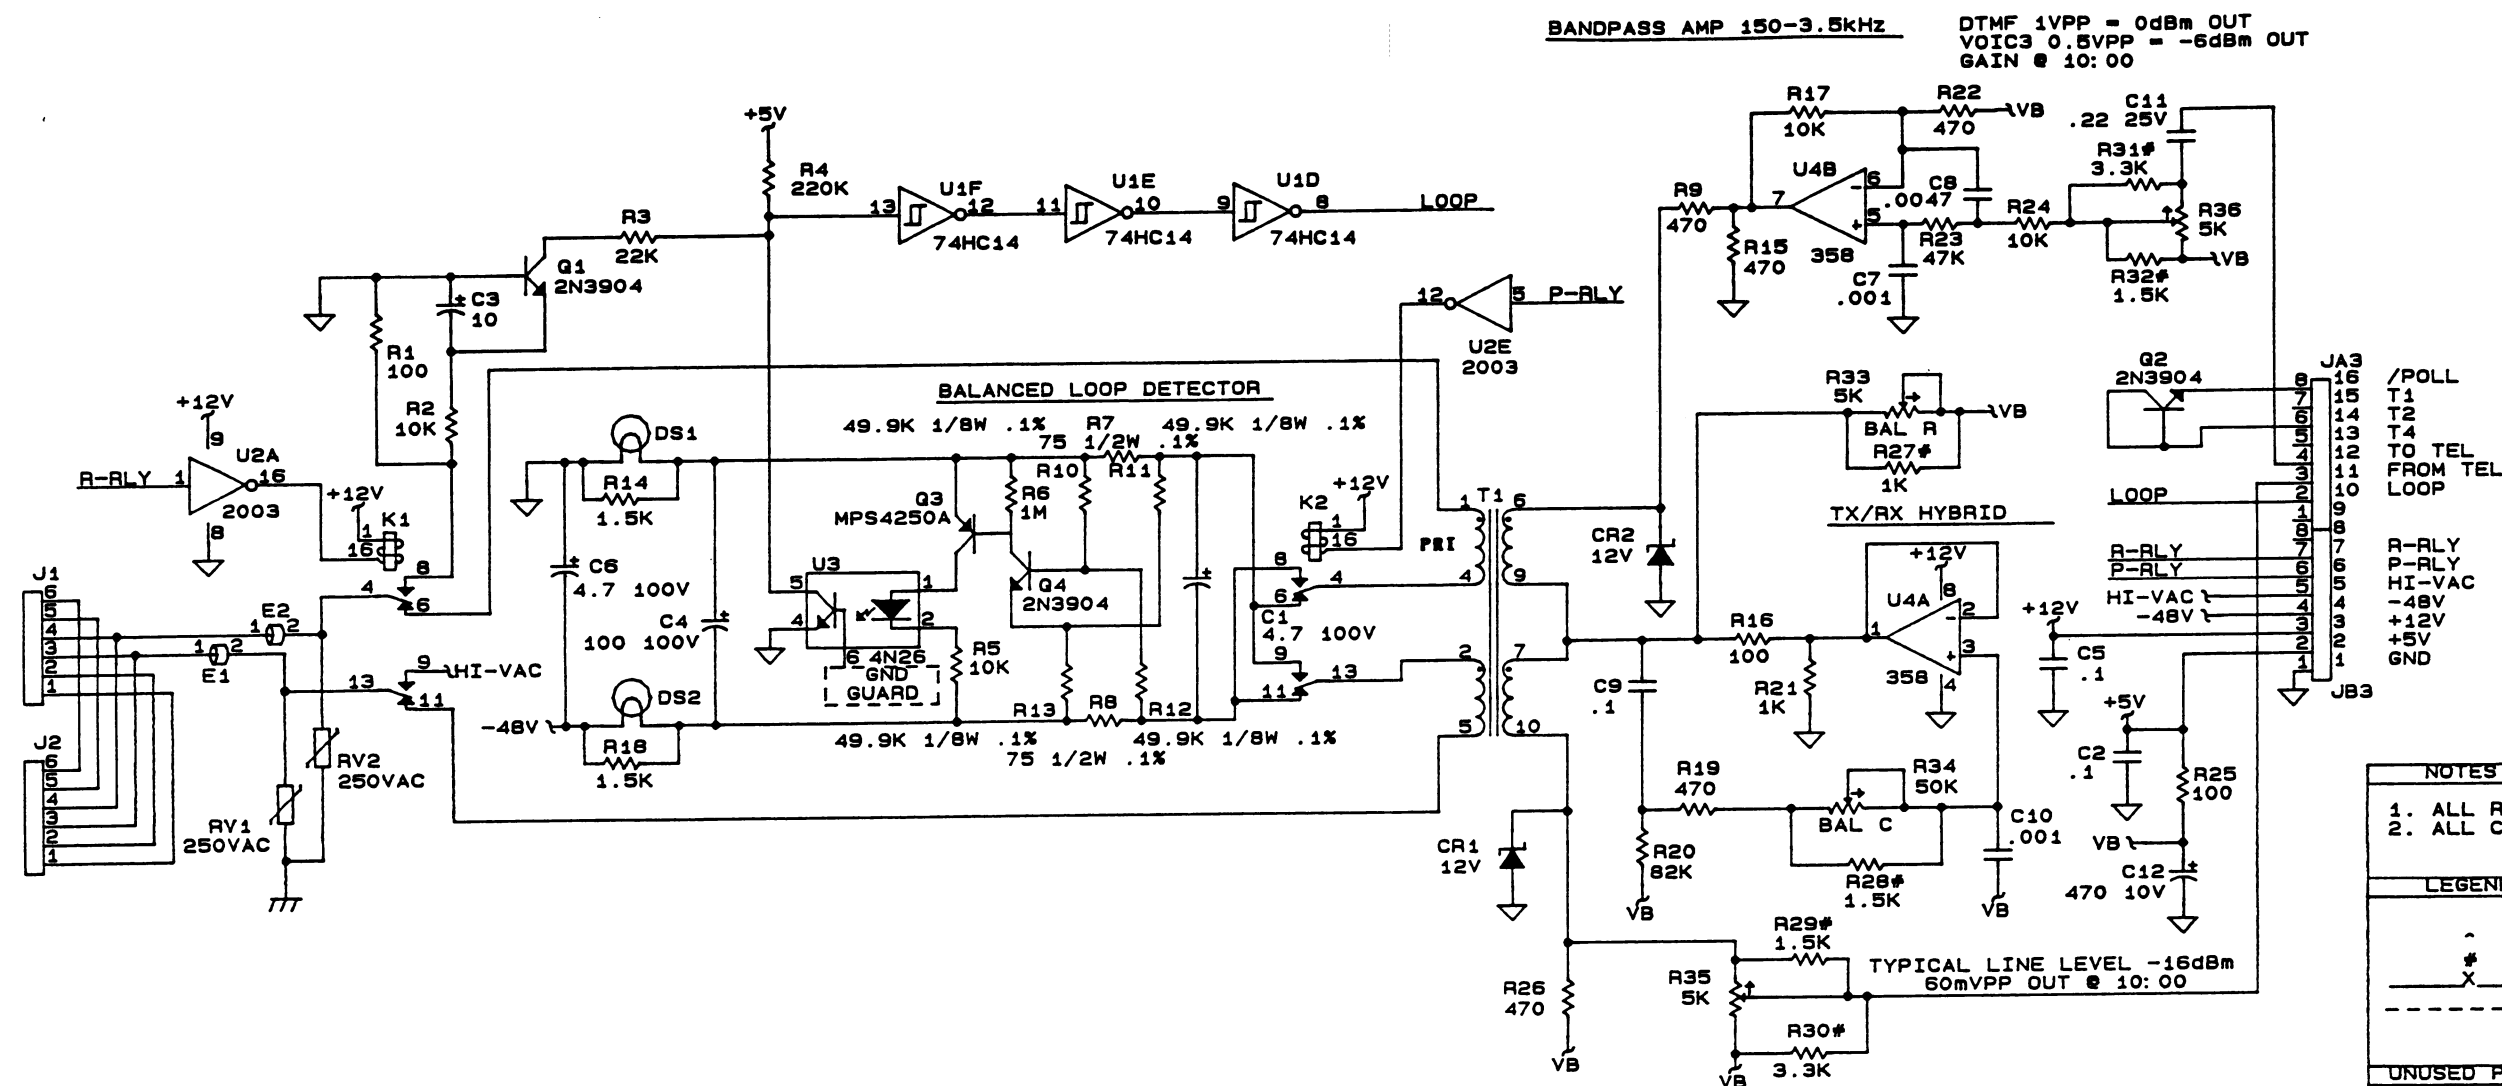 BANDPASS AMP 150-3.5kHz
DTMF 1VPP = 0dBm OUT
VOIC3 0.5VPP = -6dBm OUT
GAIN @ 10:00
+5V
R4
220K
U1F
13
12
74HC14
U1E
11
10
74HC14
U1D
9
8
74HC14
LOOP
R3
22K
Q1
2N3904
C3
10
+
R1
100
R2
10K
+12V
9
U2A
R-RLY
1
16
2003
8
+12V
K1
1
16
8
4
6
J1
6
5
4
3
2
1
E2
1
2
E1
1
2
9
HI-VAC
13
11
J2
6
5
4
3
2
1
RV2
250VAC
RV1
250VAC
BALANCED LOOP DETECTOR
DS1
R14
1.5K
C6
4.7 100V
+
C4
100 100V
+
DS2
-48V
R18
1.5K
49.9K 1/8W .1%
R7
75 1/2W .1%
49.9K 1/8W .1%
R10
R11
R6
1M
Q3
MPS4250A
Q4
2N3904
U3
5
4
1
2
6
4N26
GND
GUARD
R5
10K
R13
R8
R12
49.9K 1/8W .1%
75 1/2W .1%
49.9K 1/8W .1%
C1
4.7 100V
+
12
5
P-RLY
U2E
2003
+12V
K2
1
16
8
4
6
9
13
11
T1
PRI
1
4
2
5
6
9
7
10
CR2
12V
CR1
12V
R17
10K
R22
470
VB
U4B
6
-
7
5
+
358
C8
.0047
R9
470
R15
470
C7
.001
R23
47K
R24
10K
C11
.22 25V
R31#
3.3K
R36
5K
R32#
1.5K
VB
R33
5K
BAL R
VB
R27#
1K
TX/RX HYBRID
+12V
8
U4A
2
-
1
3
+
358
4
R16
100
R21
1K
C9
.1
R19
470
R34
50K
BAL C
R28#
1.5K
R20
82K
VB
C10
.001
VB
R29#
1.5K
R35
5K
R30#
3.3K
VB
R26
470
VB
TYPICAL LINE LEVEL -16dBm
60mVPP OUT @ 10:00
Q2
2N3904
JA3
8 16 /POLL
7 15 T1
6 14 T2
5 13 T4
4 12 TO TEL
3 11 FROM TEL
LOOP 2 10 LOOP
1 9
8 8
R-RLY 7 7 R-RLY
P-RLY 6 6 P-RLY
HI-VAC 5 5 HI-VAC
-48V 4 4 -48V
+12V 3 3 +12V
2 2 +5V
1 1 GND
JB3
C5
.1
+5V
C2
.1
R25
100
VB
C12
470 10V
+
NOTES
1. ALL R
2. ALL C
LEGEN
#
X
UNUSED